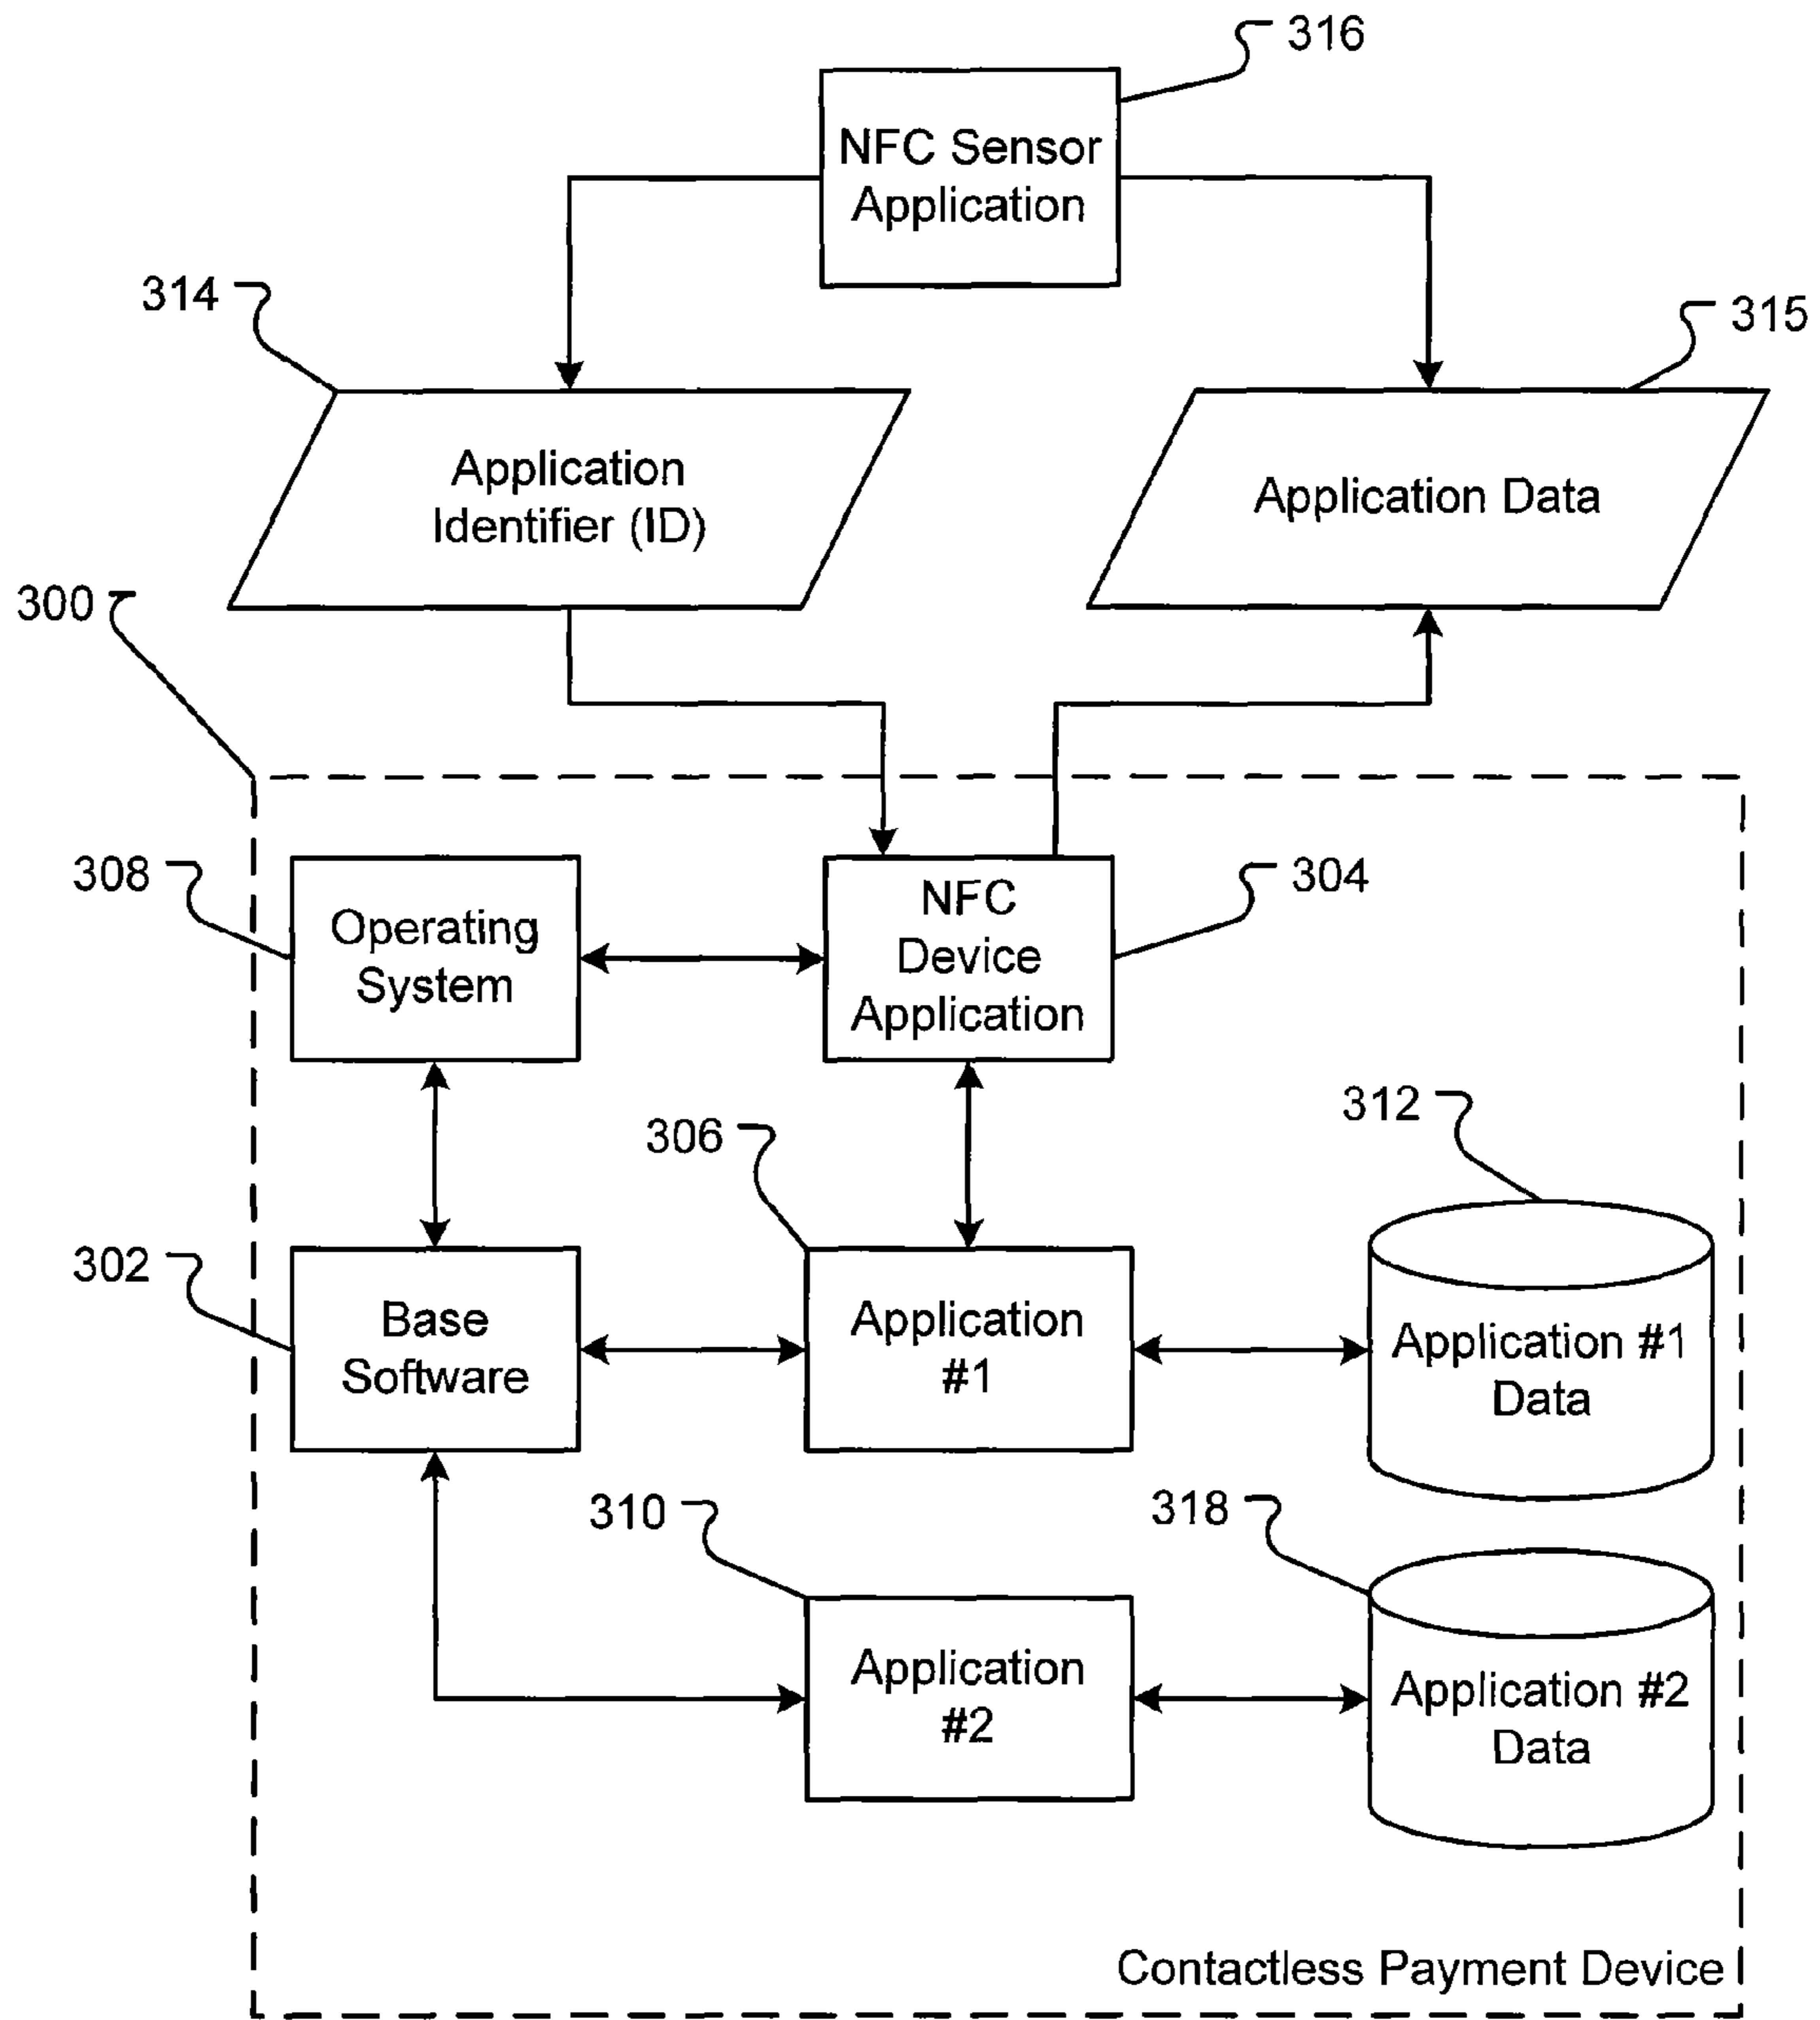 316
NFC Sensor
Application
314
315
Application
Identifier (ID)
Application Data
300
308
Operating
System
NFC
Device
Application
304
306
312
302
Base
Software
Application
#1
Application #1
Data
310
318
Application
#2
Application #2
Data
Contactless Payment Device